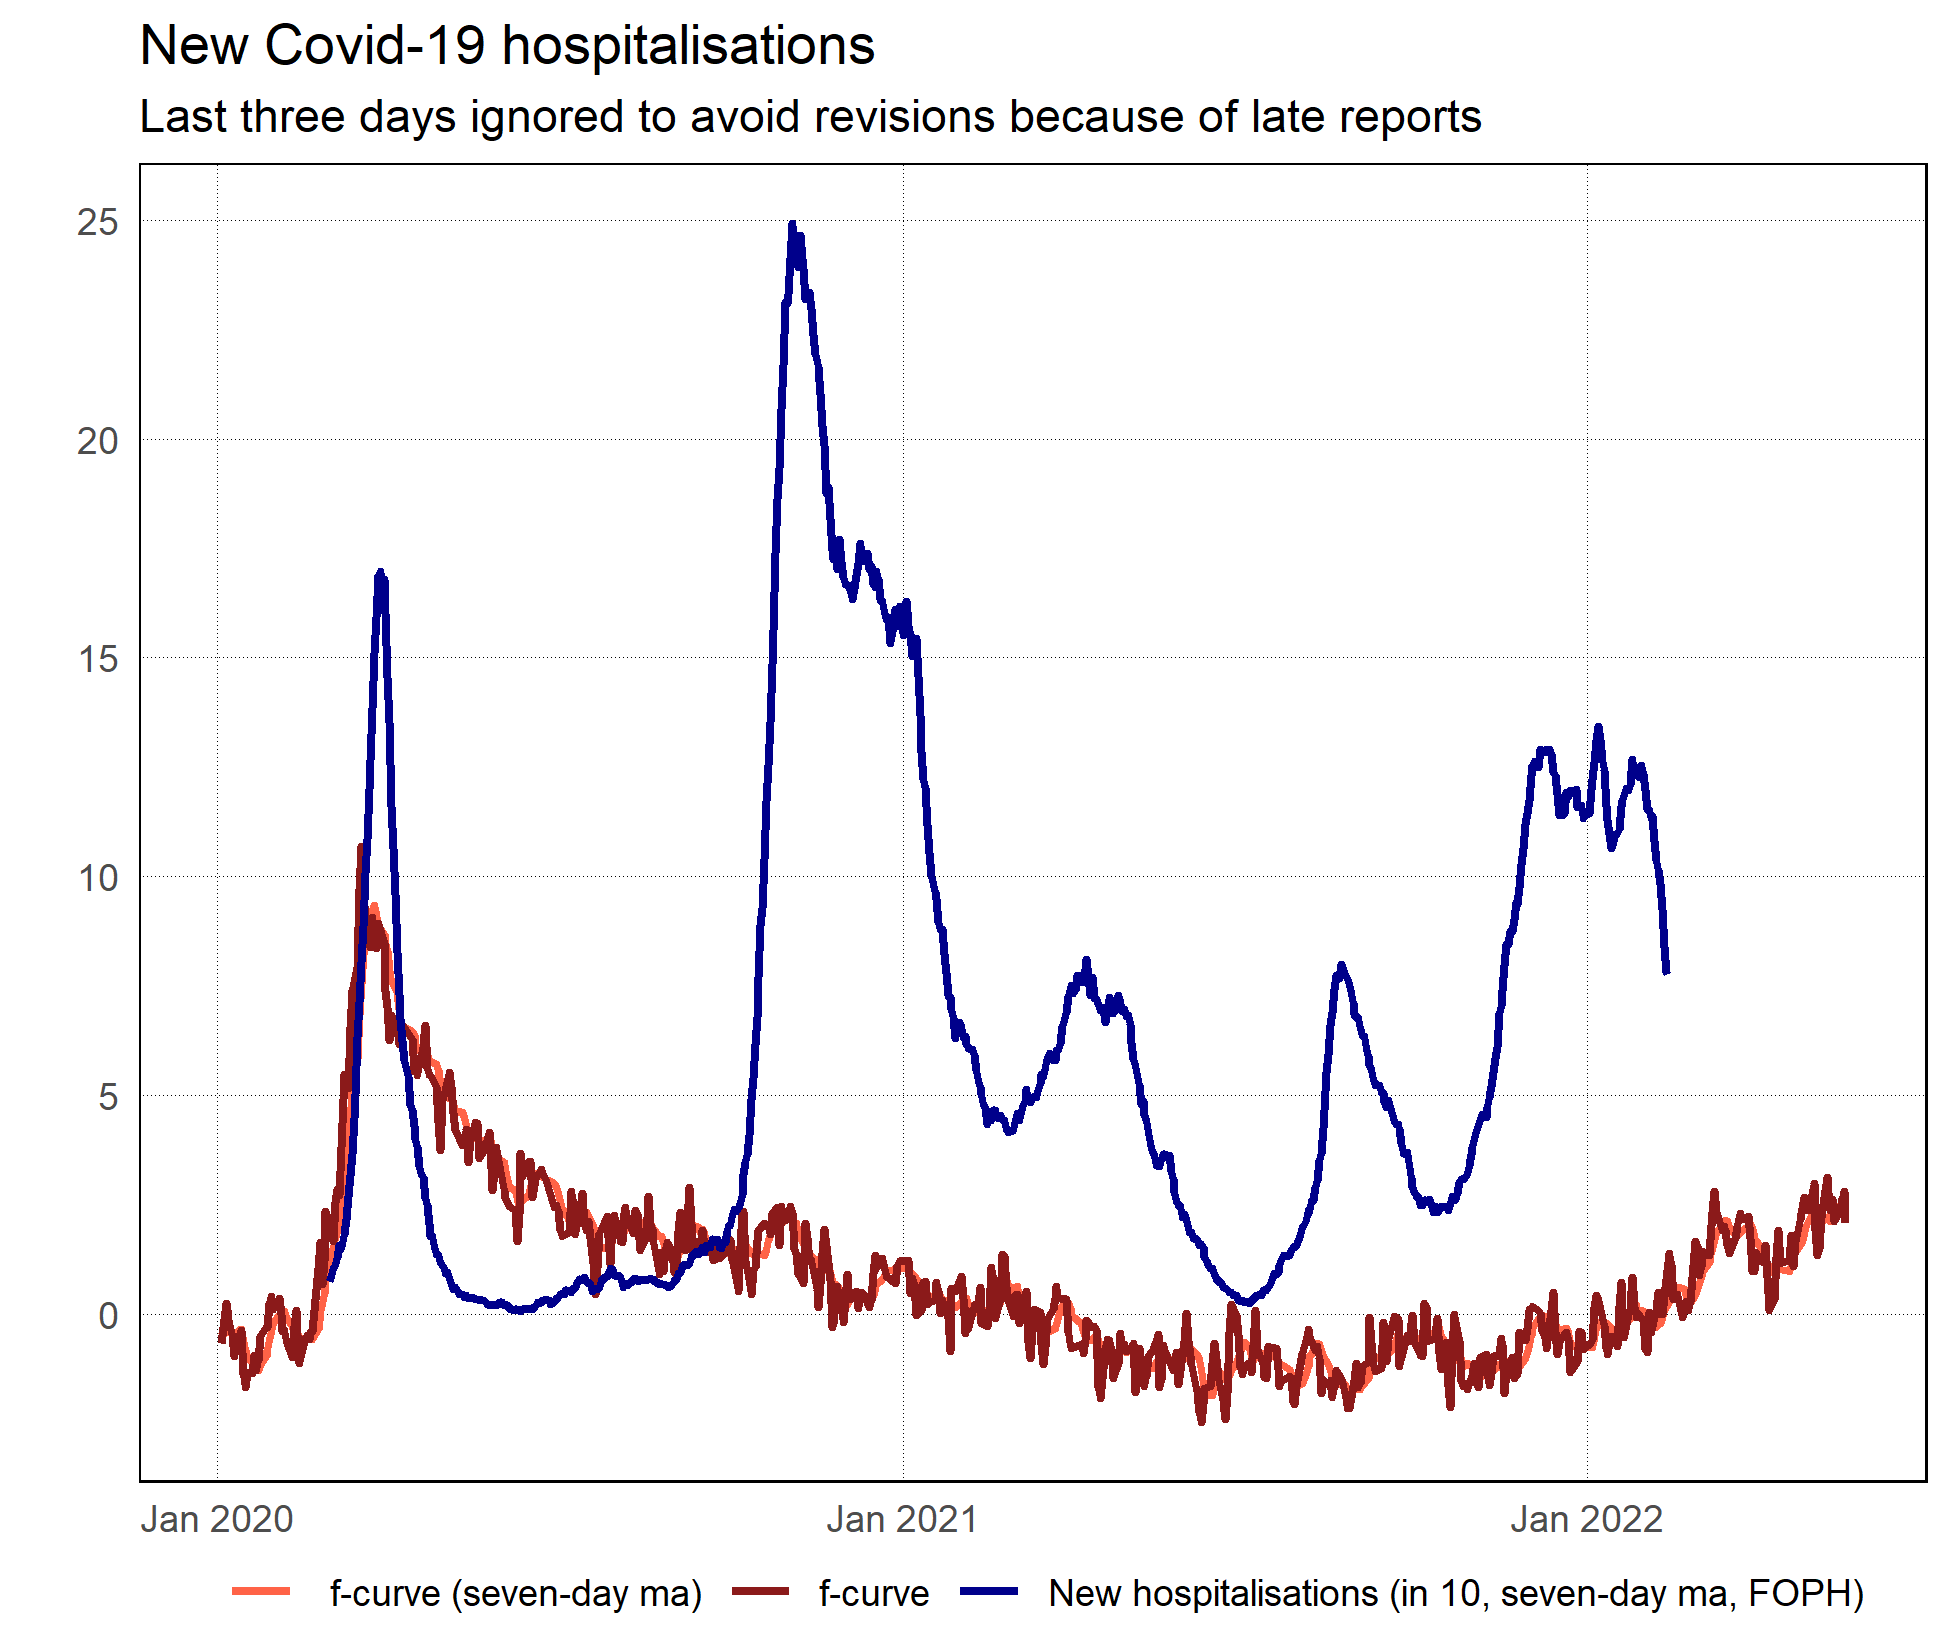 New Covid-19 hospitalisations
Last three days ignored to avoid revisions because of late reports
25
20
15
10
5
0
Jan 2020 Jan 2021 Jan 2022
f-curve (seven-day ma) f-curve New hospitalisations (in 10, seven-day ma, FOPH)